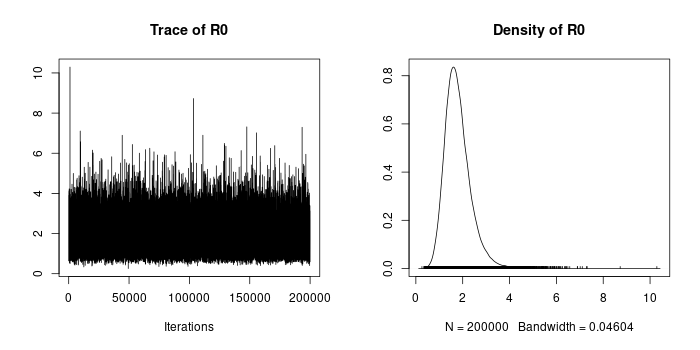 Trace of R0
10
8
6
4
2
0
0 50000 100000 150000 200000
Iterations
Density of R0
0.8
0.6
0.4
0.2
0.0
0 2 4 6 8 10
N = 200000 Bandwidth = 0.04604